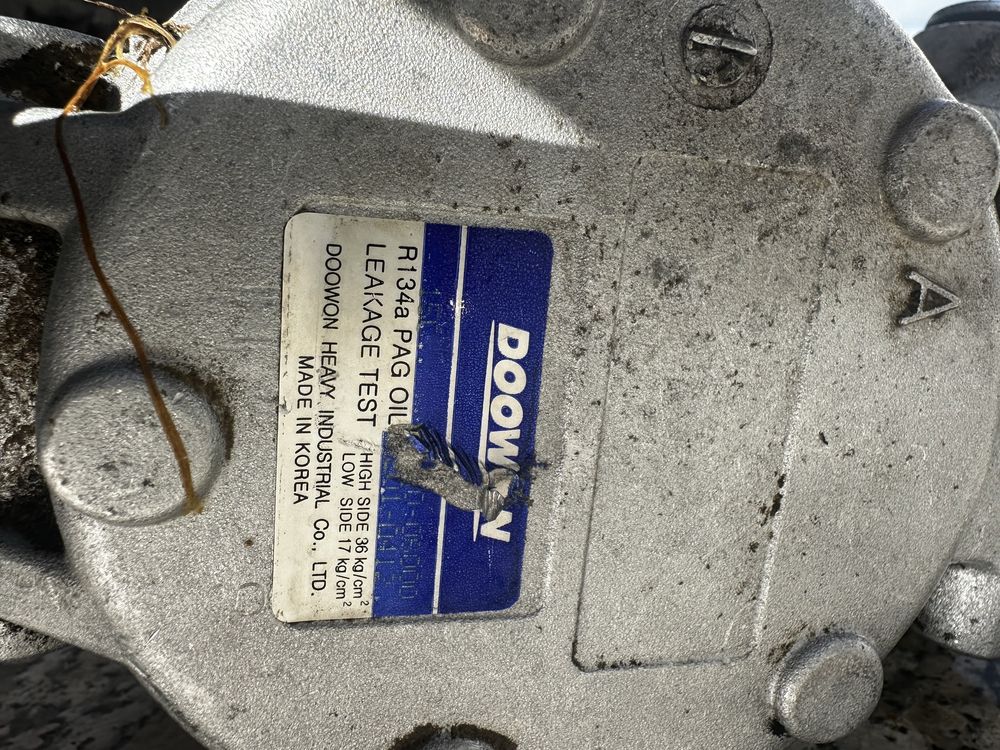 DOOWON
R134a PAG OIL
LEAKAGE TEST HIGH SIDE 36 kg/cm²
LOW SIDE 17 kg/cm²
DOOWON HEAVY INDUSTRIAL Co., LTD.
MADE IN KOREA
A